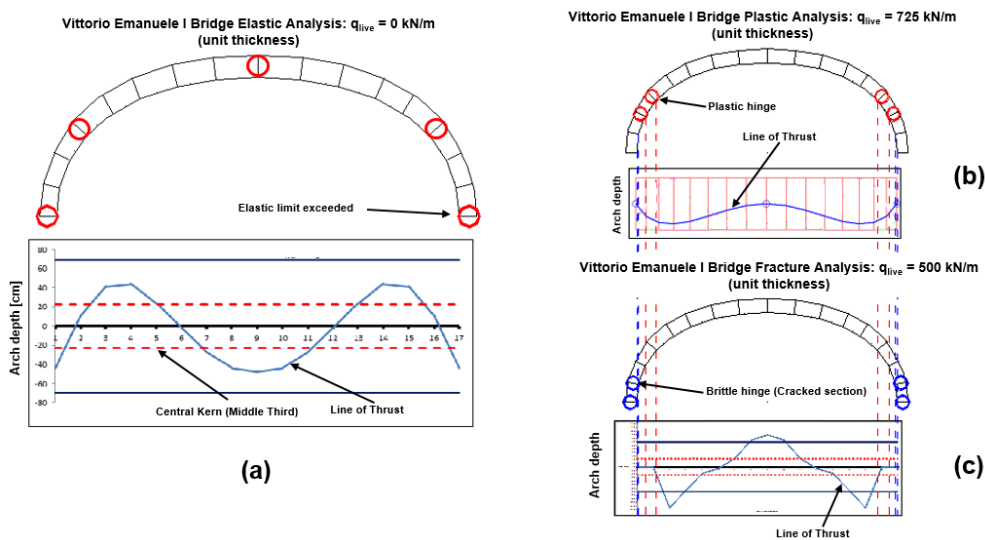 Vittorio Emanuele I Bridge Elastic Analysis: qlive = 0 kN/m
(unit thickness)
Elastic limit exceeded
Arch depth [cm]
80
60
40
20
0
-20
-40
-60
-80
1 2 3 4 5 6 7 8 9 10 11 12 13 14 15 16 17
Central Kern (Middle Third)
Line of Thrust
(a)
Vittorio Emanuele I Bridge Plastic Analysis: qlive = 725 kN/m
(unit thickness)
Plastic hinge
Line of Thrust
Arch depth
(b)
Vittorio Emanuele I Bridge Fracture Analysis: qlive = 500 kN/m
(unit thickness)
Brittle hinge (Cracked section)
Arch depth
(c)
Line of Thrust